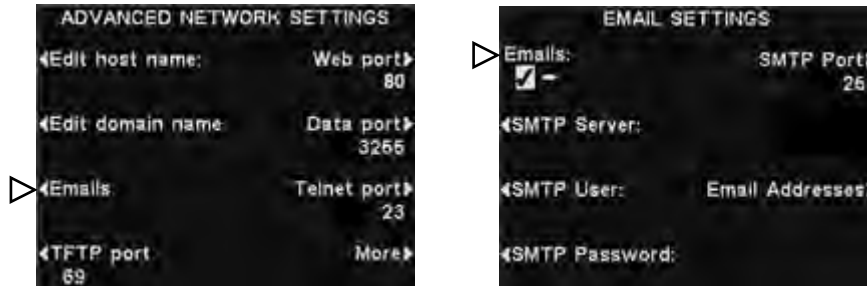 ADVANCED NETWORK SETTINGS
Edit host name:
Web port
80
Edit domain name
Data port
3255
Emails
Telnet port
23
TFTP port
69
More
EMAIL SETTINGS
Emails:
SMTP Port
25
SMTP Server:
SMTP User:
Email Addresses
SMTP Password: